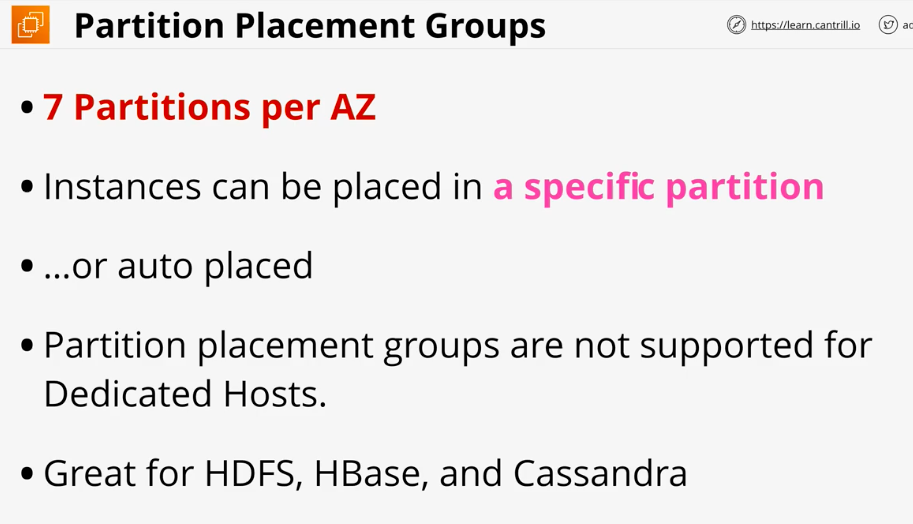 Partition Placement Groups
https://learn.cantrill.io
ad
• 7 Partitions per AZ
• Instances can be placed in a specific partition
• ...or auto placed
• Partition placement groups are not supported for
Dedicated Hosts.
• Great for HDFS, HBase, and Cassandra